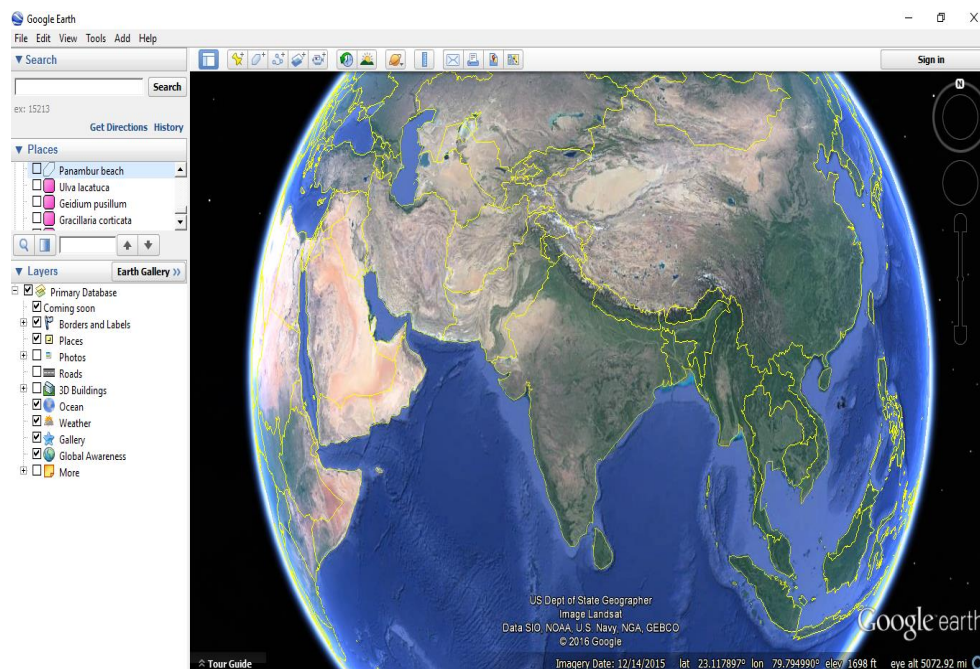 Google Earth
File Edit View Tools Add Help
Search
Search
ex: 15213
Get Directions History
Places
Panambur beach
Ulva lacatuca
Geidium pusillum
Gracillaria corticata
Layers
Earth Gallery »
Primary Database
Coming soon
Borders and Labels
Places
Photos
Roads
3D Buildings
Ocean
Weather
Gallery
Global Awareness
More
Sign in
N
US Dept of State Geographer
Image Landsat
Data SIO, NOAA, U.S. Navy, NGA, GEBCO
© 2016 Google
Google earth
Tour Guide
Imagery Date: 12/14/2015 lat 23.117897° lon 79.794990° elev 1698 ft eye alt 5072.92 mi